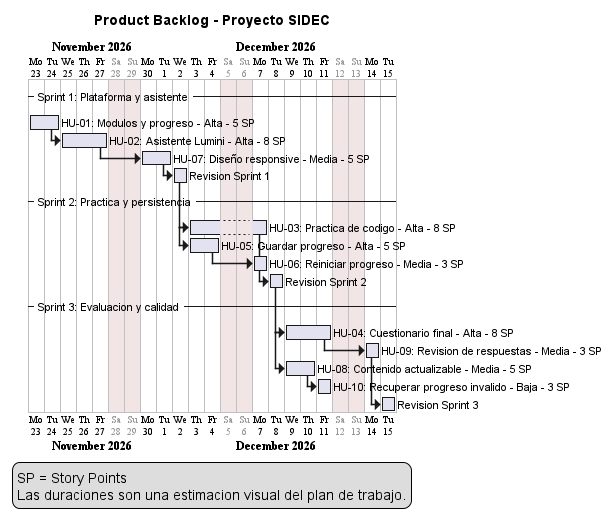 Product Backlog - Proyecto SIDEC
November 2026 December 2026
Mo Tu We Th Fr Sa Su Mo Tu We Th Fr Sa Su Mo Tu We Th Fr Sa Su Mo Tu
23 24 25 26 27 28 29 30 1 2 3 4 5 6 7 8 9 10 11 12 13 14 15
Sprint 1: Plataforma y asistente
HU-01: Modulos y progreso - Alta - 5 SP
HU-02: Asistente Lumini - Alta - 8 SP
HU-07: Diseño responsive - Media - 5 SP
Revision Sprint 1
Sprint 2: Practica y persistencia
HU-03: Practica de codigo - Alta - 8 SP
HU-05: Guardar progreso - Alta - 5 SP
HU-06: Reiniciar progreso - Media - 3 SP
Revision Sprint 2
Sprint 3: Evaluacion y calidad
HU-04: Cuestionario final - Alta - 8 SP
HU-09: Revision de respuestas - Media - 3 SP
HU-08: Contenido actualizable - Media - 5 SP
HU-10: Recuperar progreso invalido - Baja - 3 SP
Revision Sprint 3
Mo Tu We Th Fr Sa Su Mo Tu We Th Fr Sa Su Mo Tu We Th Fr Sa Su Mo Tu
23 24 25 26 27 28 29 30 1 2 3 4 5 6 7 8 9 10 11 12 13 14 15
November 2026 December 2026
SP = Story Points
Las duraciones son una estimacion visual del plan de trabajo.